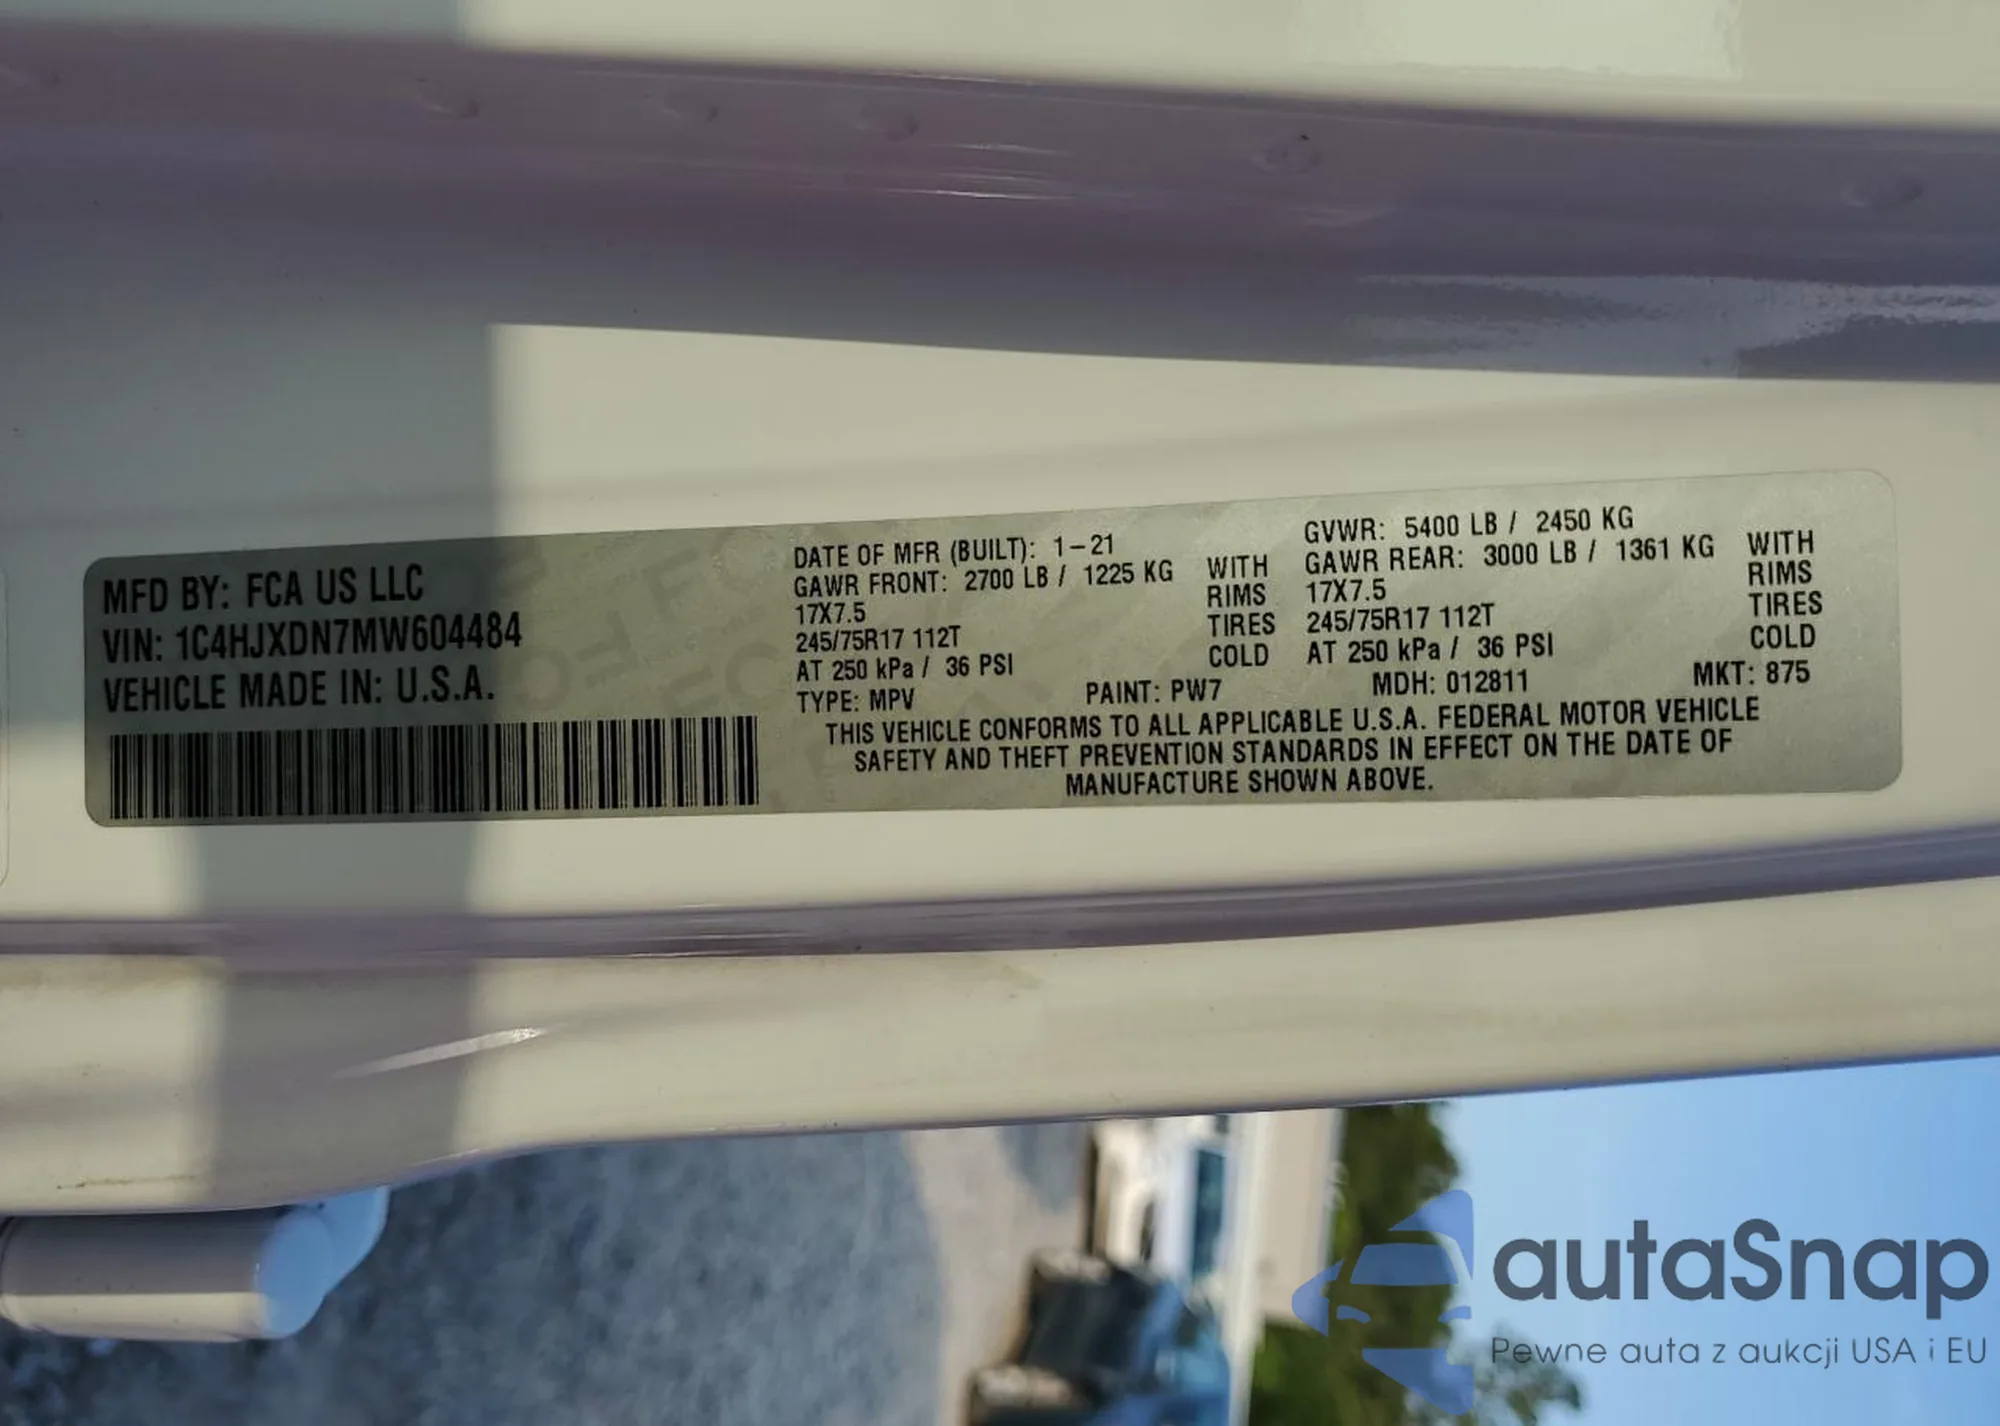 MFD BY: FCA US LLC
VIN: 1C4HJXDN7MW604484
VEHICLE MADE IN: U.S.A.
DATE OF MFR (BUILT): 1-21
GAWR FRONT: 2700 LB / 1225 KG WITH
17X7.5 RIMS
245/75R17 112T TIRES
AT 250 kPa / 36 PSI COLD
TYPE: MPV
GVWR: 5400 LB / 2450 KG
GAWR REAR: 3000 LB / 1361 KG WITH
17X7.5 RIMS
245/75R17 112T TIRES
AT 250 kPa / 36 PSI COLD
PAINT: PW7 MDH: 012811 MKT: 875
THIS VEHICLE CONFORMS TO ALL APPLICABLE U.S.A. FEDERAL MOTOR VEHICLE
SAFETY AND THEFT PREVENTION STANDARDS IN EFFECT ON THE DATE OF
MANUFACTURE SHOWN ABOVE.
autaSnap
Pewne auta z aukcji USA i EU